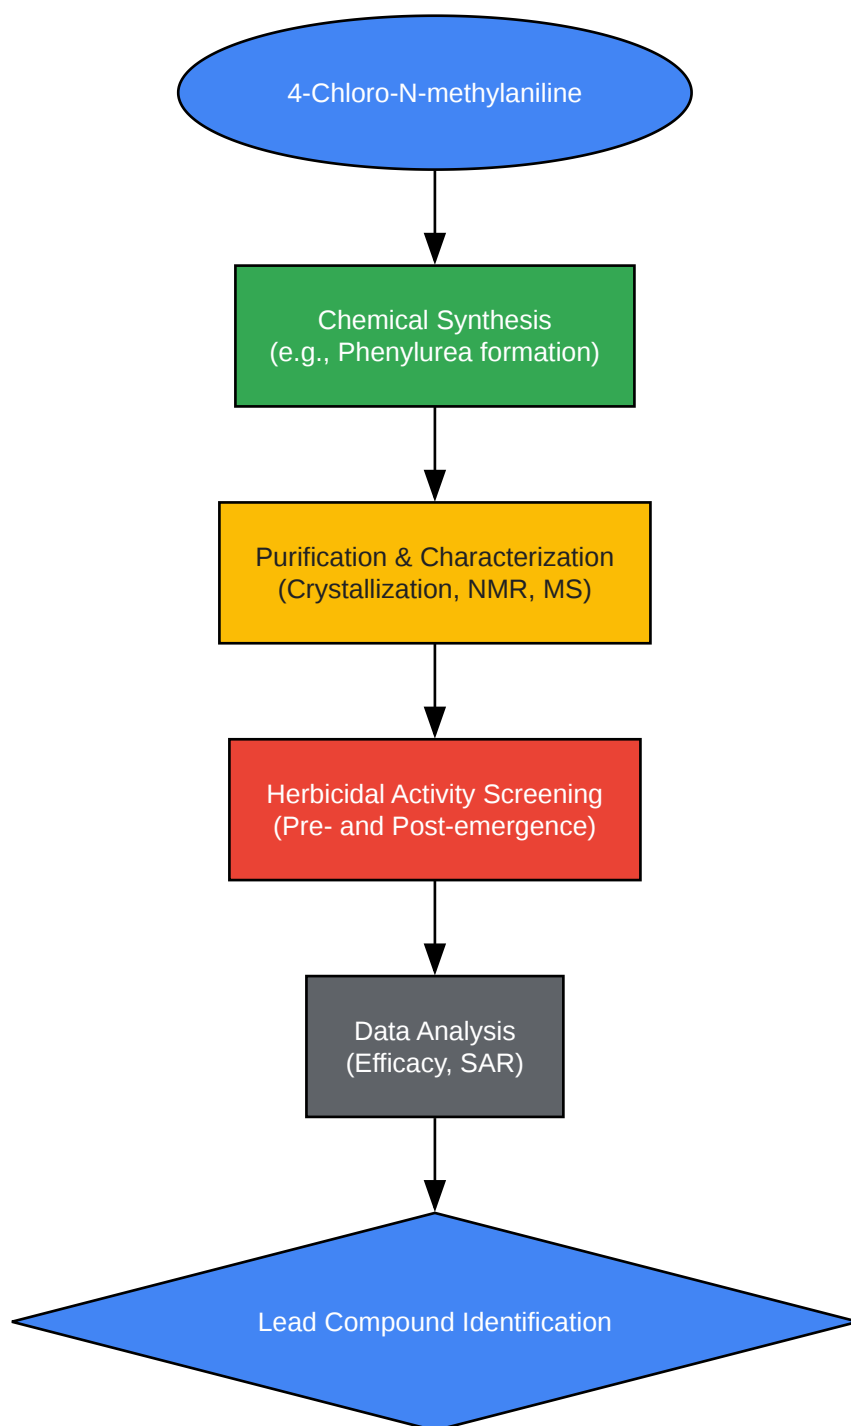 4-Chloro-N-methylaniline
Chemical Synthesis
(e.g., Phenylurea formation)
Purification & Characterization
(Crystallization, NMR, MS)
Herbicidal Activity Screening
(Pre- and Post-emergence)
Data Analysis
(Efficacy, SAR)
Lead Compound Identification